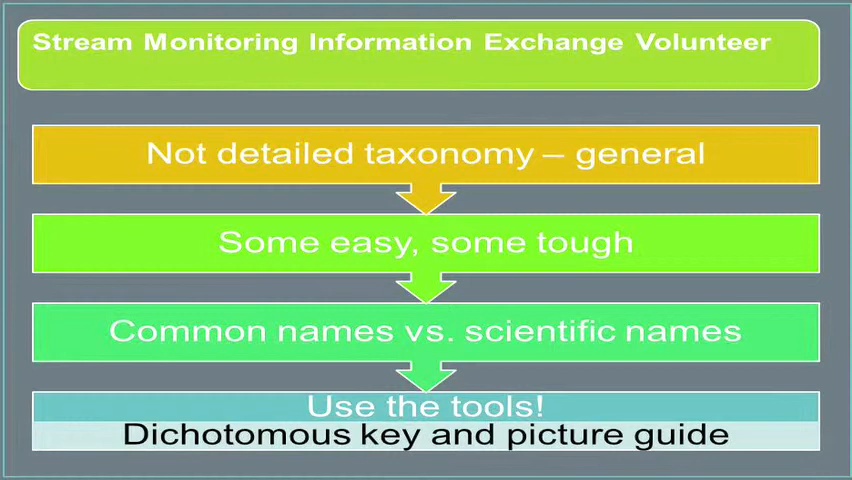 Stream Monitoring Information Exchange Volunteer
Not detailed taxonomy – general
Some easy, some tough
Common names vs. scientific names
Use the tools!
Dichotomous key and picture guide